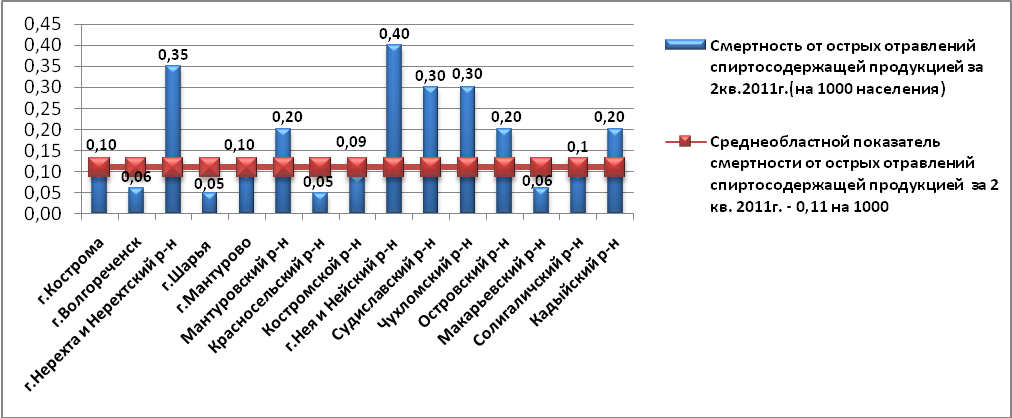 0,45
0,40
0,35
0,30
0,25
0,20
0,15
0,10
0,05
0,00
0,10
0,06
0,35
0,05
0,10
0,20
0,05
0,09
0,40
0,30
0,30
0,20
0,06
0,1
0,20
г.Кострома
г.Волгореченск
г.Нерехта и Нерехтский р-н
г.Шарья
г.Мантурово
Мантуровский р-н
Красносельский р-н
Костромской р-н
г.Нея и Нейский р-н
Судиславский р-н
Чухломский р-н
Островский р-н
Макарьевский р-н
Солигаличский р-н
Кадыйский р-н
Смертность от острых отравлений
спиртосодержащей продукцией за
2кв.2011г.(на 1000 населения)
Среднеобластной показатель
смертности от острых отравлений
спиртосодержащей продукцией за 2
кв. 2011г. - 0,11 на 1000